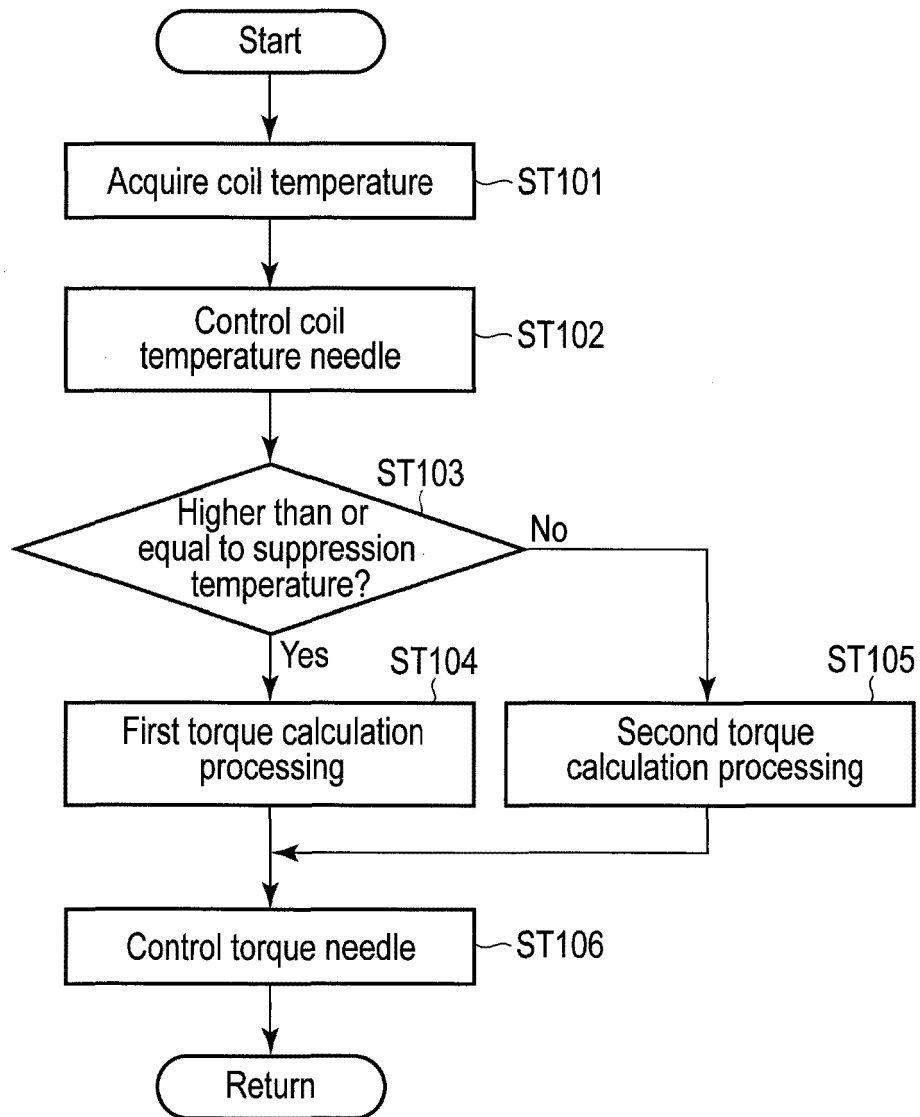 Start
Acquire coil temperature
ST101
Control coil
temperature needle
ST102
ST103
Higher than or
equal to suppression
temperature?
No
Yes
ST104
First torque calculation
processing
ST105
Second torque
calculation processing
Control torque needle
ST106
Return